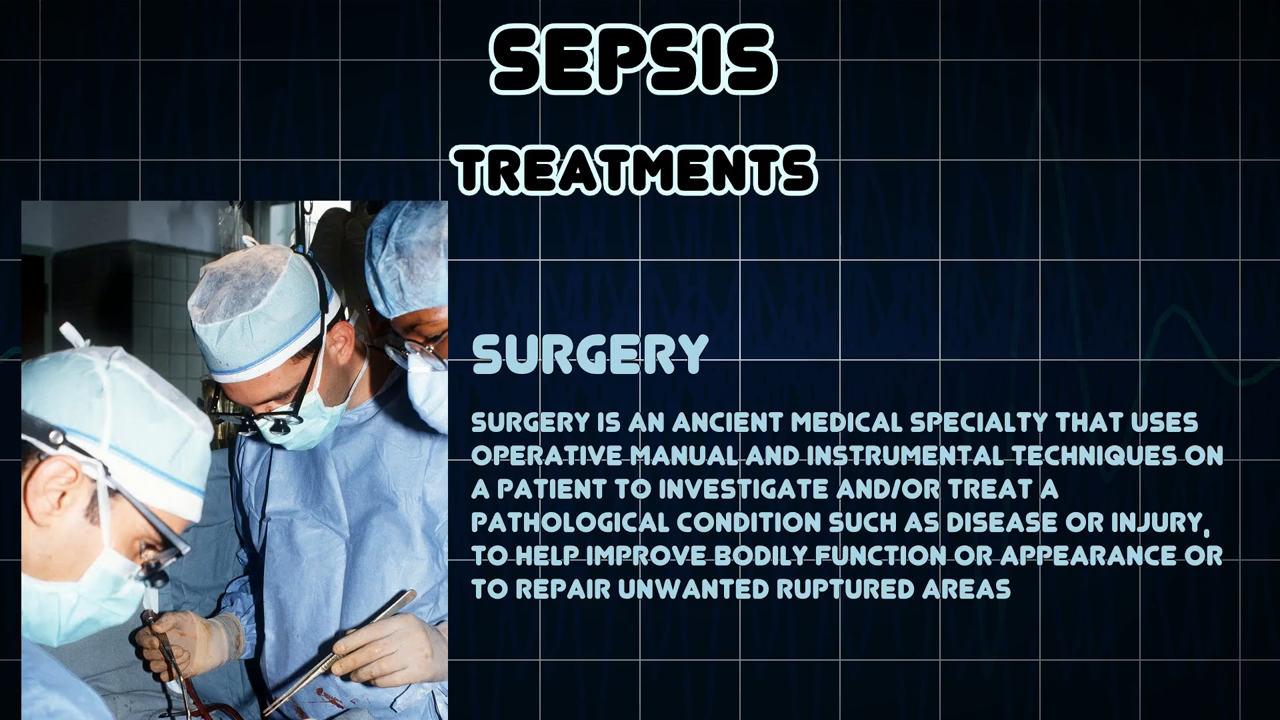 SEPSIS
TREATMENTS
SURGERY
SURGERY IS AN ANCIENT MEDICAL SPECIALTY THAT USES
OPERATIVE MANUAL AND INSTRUMENTAL TECHNIQUES ON
A PATIENT TO INVESTIGATE AND/OR TREAT A
PATHOLOGICAL CONDITION SUCH AS DISEASE OR INJURY,
TO HELP IMPROVE BODILY FUNCTION OR APPEARANCE OR
TO REPAIR UNWANTED RUPTURED AREAS